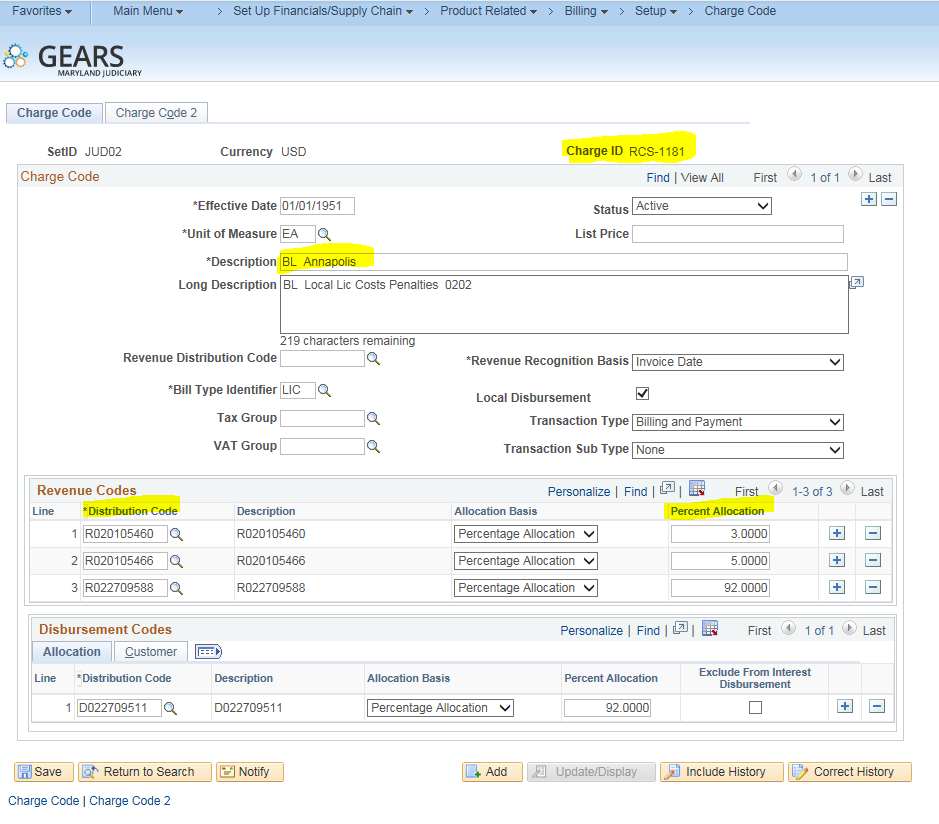 Favorites Main Menu > Set Up Financials/Supply Chain > Product Related > Billing > Setup > Charge Code
GEARS
MARYLAND JUDICIARY
Charge Code Charge Code 2
SetID JUD02 Currency USD Charge ID RCS-1181
Charge Code Find | View All First 1 of 1 Last
*Effective Date 01/01/1951 Status Active
*Unit of Measure EA List Price
*Description BL Annapolis
Long Description BL Local Lic Costs Penalties 0202
219 characters remaining
Revenue Distribution Code *Revenue Recognition Basis Invoice Date
*Bill Type Identifier LIC Local Disbursement
Tax Group Transaction Type Billing and Payment
VAT Group Transaction Sub Type None
Revenue Codes Personalize | Find | | First 1-3 of 3 Last
Line *Distribution Code Description Allocation Basis Percent Allocation
1 R020105460 R020105460 Percentage Allocation 3.0000
2 R020105466 R020105466 Percentage Allocation 5.0000
3 R022709588 R022709588 Percentage Allocation 92.0000
Disbursement Codes Personalize | Find | | First 1 of 1 Last
Allocation Customer
Line *Distribution Code Description Allocation Basis Percent Allocation Exclude From Interest
Disbursement
1 D022709511 D022709511 Percentage Allocation 92.0000
Save Return to Search Notify Add Update/Display Include History Correct History
Charge Code | Charge Code 2